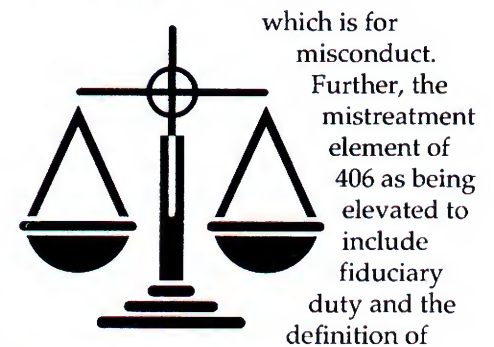 which is for
misconduct.
Further, the
mistreatment
element of
406 as being
elevated to
include
fiduciary
duty and the
definition of